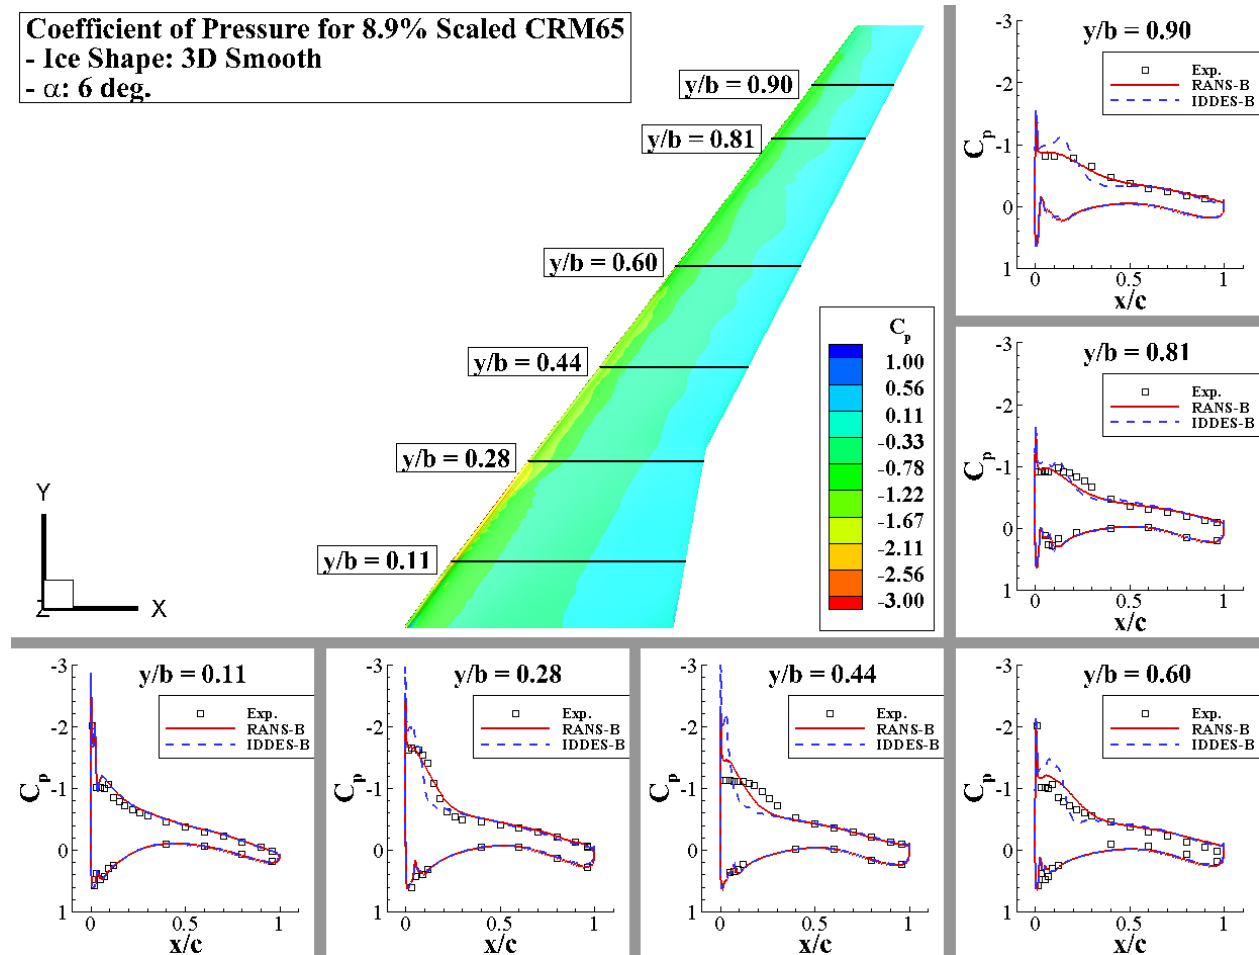 Coefficient of Pressure for 8.9% Scaled CRM65
- Ice Shape: 3D Smooth
- α: 6 deg.
y/b = 0.90
y/b = 0.81
y/b = 0.60
y/b = 0.44
y/b = 0.28
y/b = 0.11
Y
Z
X
Cp
1.00
0.56
0.11
-0.33
-0.78
-1.22
-1.67
-2.11
-2.56
-3.00
y/b = 0.90
Exp.
RANS-B
IDDES-B
Cp
-3
-2
-1
0
1
0
0.5
1
x/c
y/b = 0.81
Exp.
RANS-B
IDDES-B
Cp
-3
-2
-1
0
1
0
0.5
1
x/c
y/b = 0.11
Exp.
RANS-B
IDDES-B
Cp
-3
-2
-1
0
1
0
0.5
1
x/c
y/b = 0.28
Exp.
RANS-B
IDDES-B
Cp
-3
-2
-1
0
1
0
0.5
1
x/c
y/b = 0.44
Exp.
RANS-B
IDDES-B
Cp
-3
-2
-1
0
1
0
0.5
1
x/c
y/b = 0.60
Exp.
RANS-B
IDDES-B
Cp
-3
-2
-1
0
1
0
0.5
1
x/c